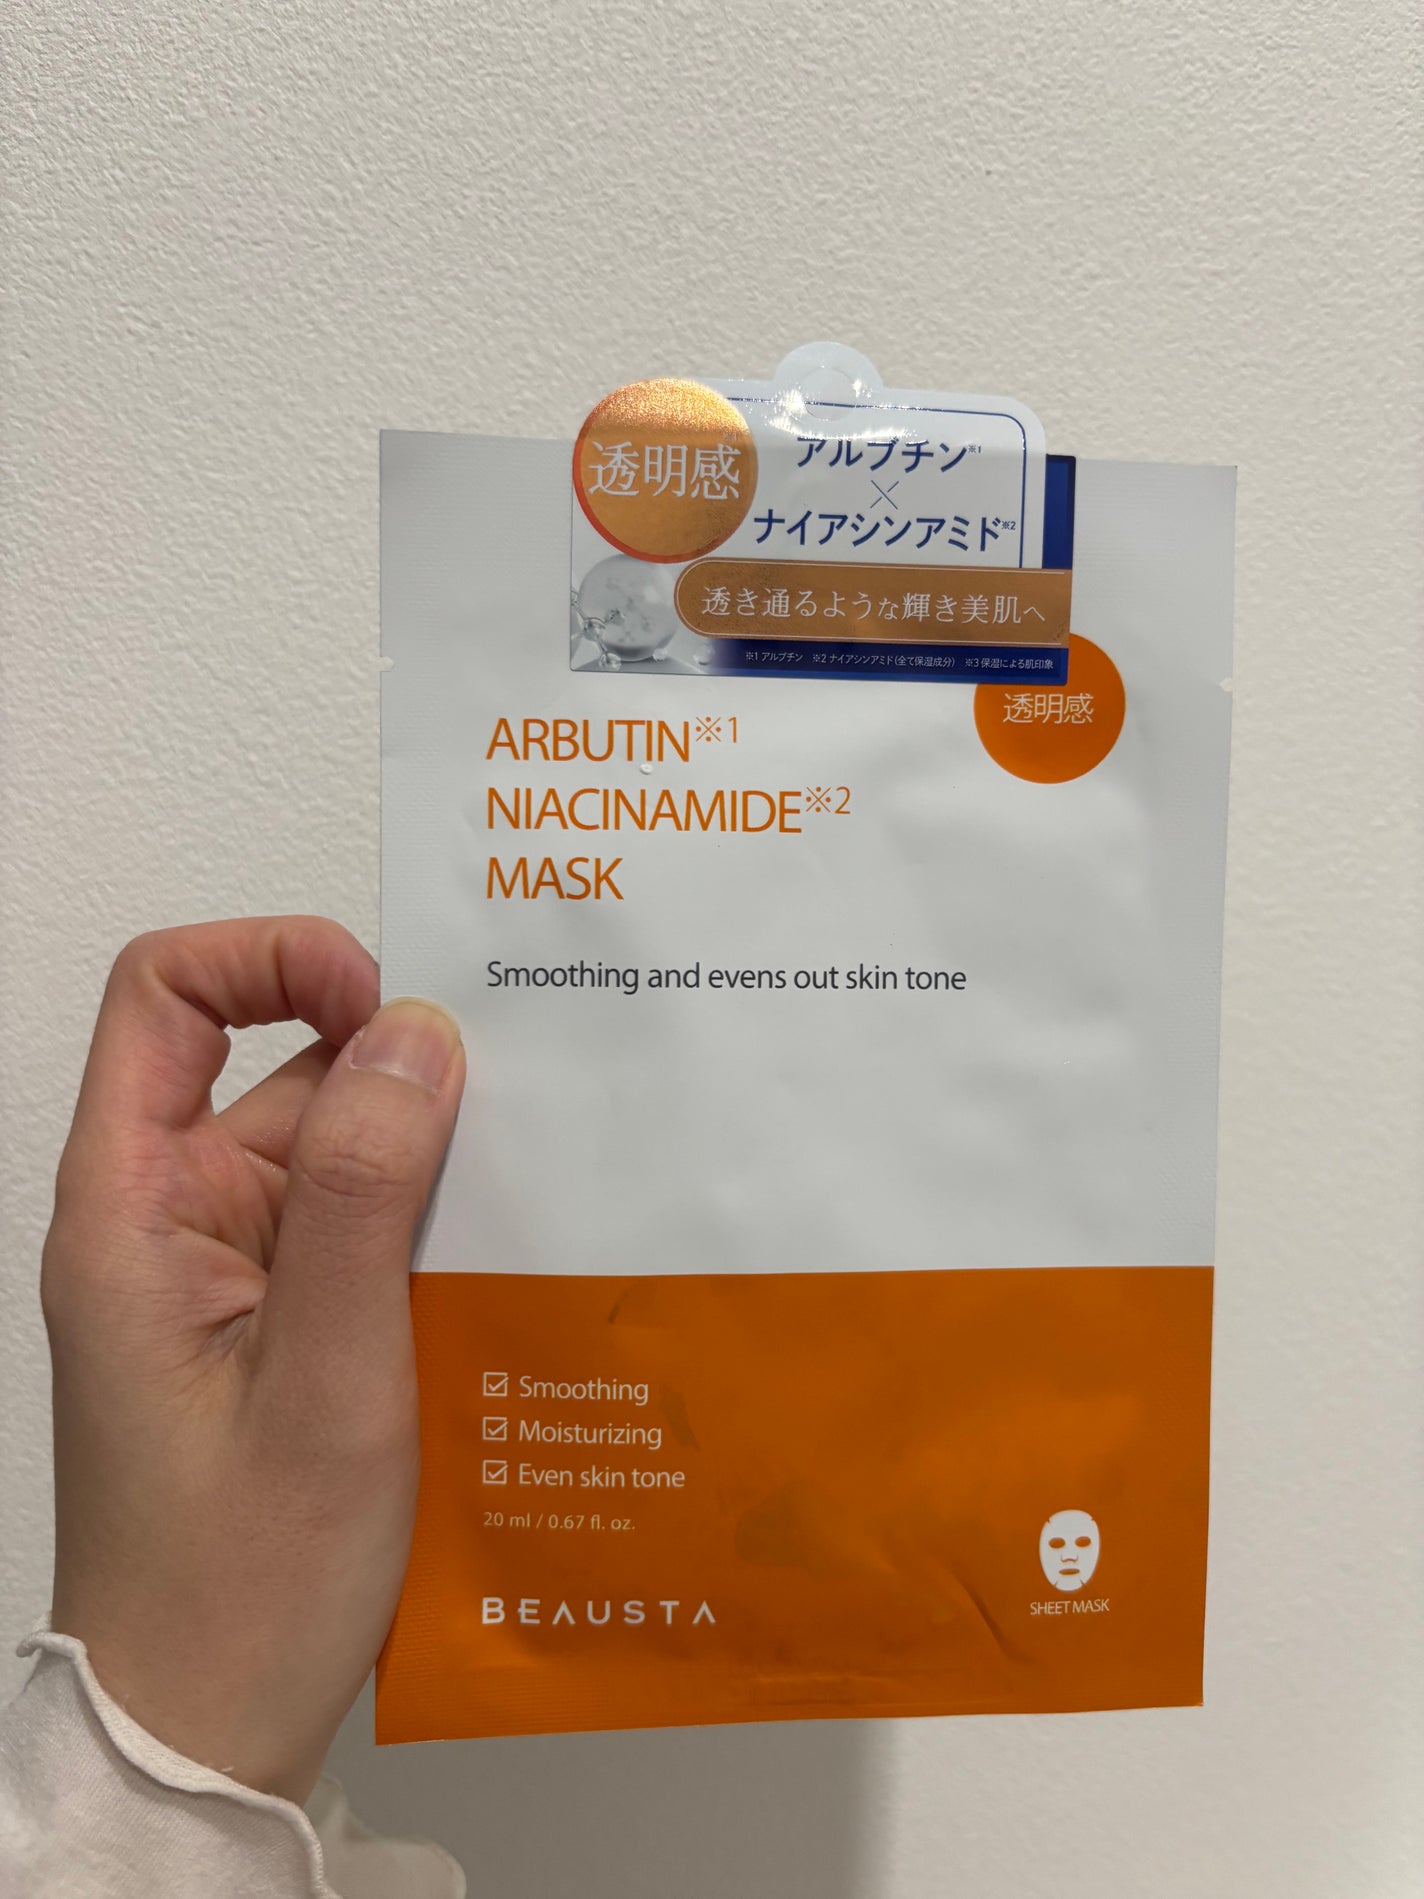 透明感
アルブチン※1
×
ナイアシンアミド※2
透き通るような輝き美肌へ
※1 アルブチン ※2 ナイアシンアミド(全て保湿成分) ※3 保湿による肌印象
透明感
ARBUTIN※1
NIACINAMIDE※2
MASK
Smoothing and evens out skin tone
Smoothing
Moisturizing
Even skin tone
20 ml / 0.67 fl. oz.
BEAUSTA
SHEET MASK